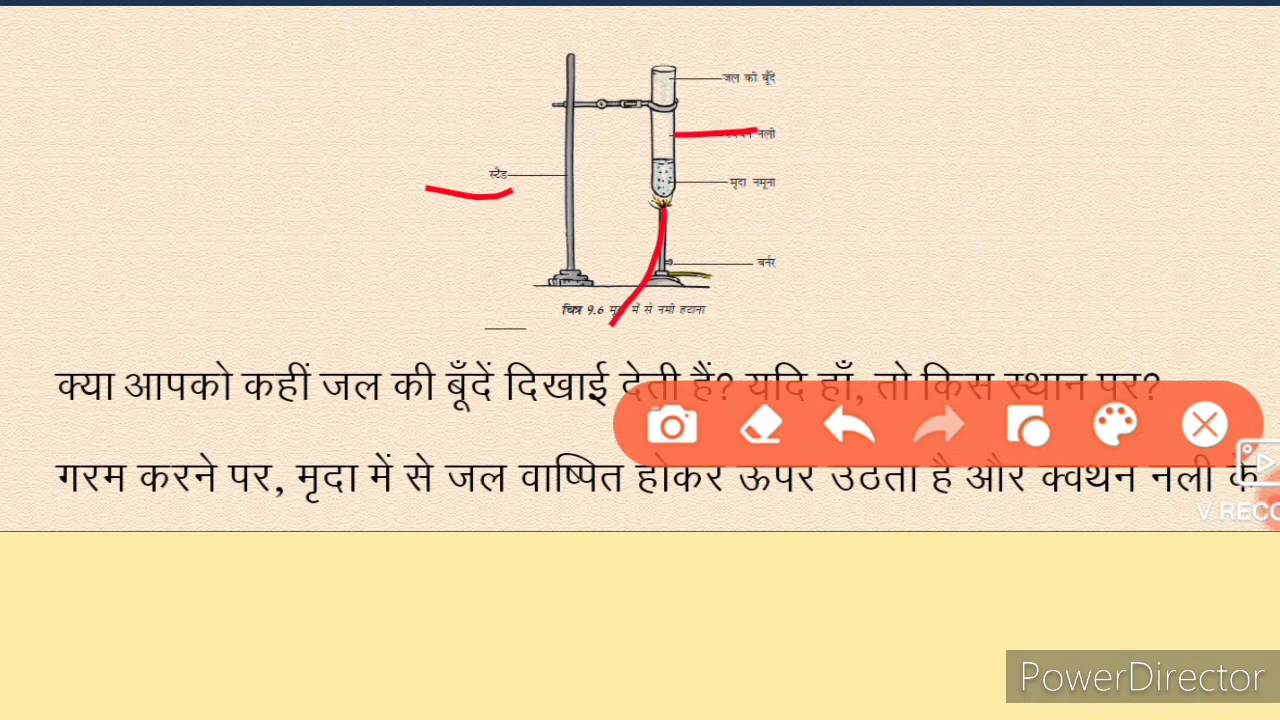 जल की बूँदें
नली
स्टैंड
मृदा नमूना
बर्नर
चित्र 9.6 में से नमी हटाना
क्या आपको कहीं जल की बूँदें दिखाई देती हैं? यदि हाँ, तो किस स्थान पर?
गरम करने पर, मृदा में से जल वाष्पित होकर ऊपर उठता है और क्वथन नली के
V RECO
PowerDirector